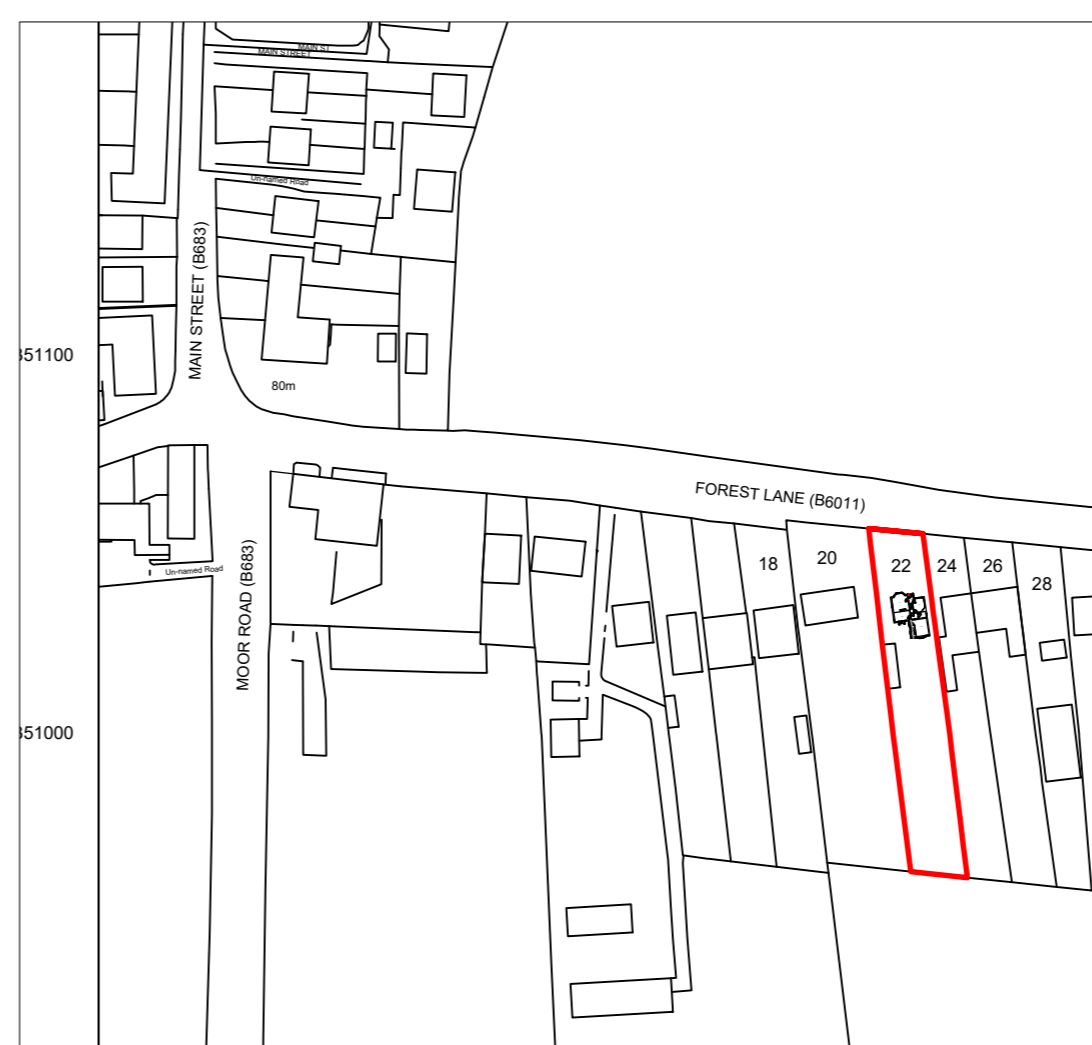 MAIN ST
MAIN STREET
Un-named Road
MAIN STREET (B683)
351100
80m
FOREST LANE (B6011)
18
20
22
24
26
28
Un-named Road
MOOR ROAD (B683)
351000